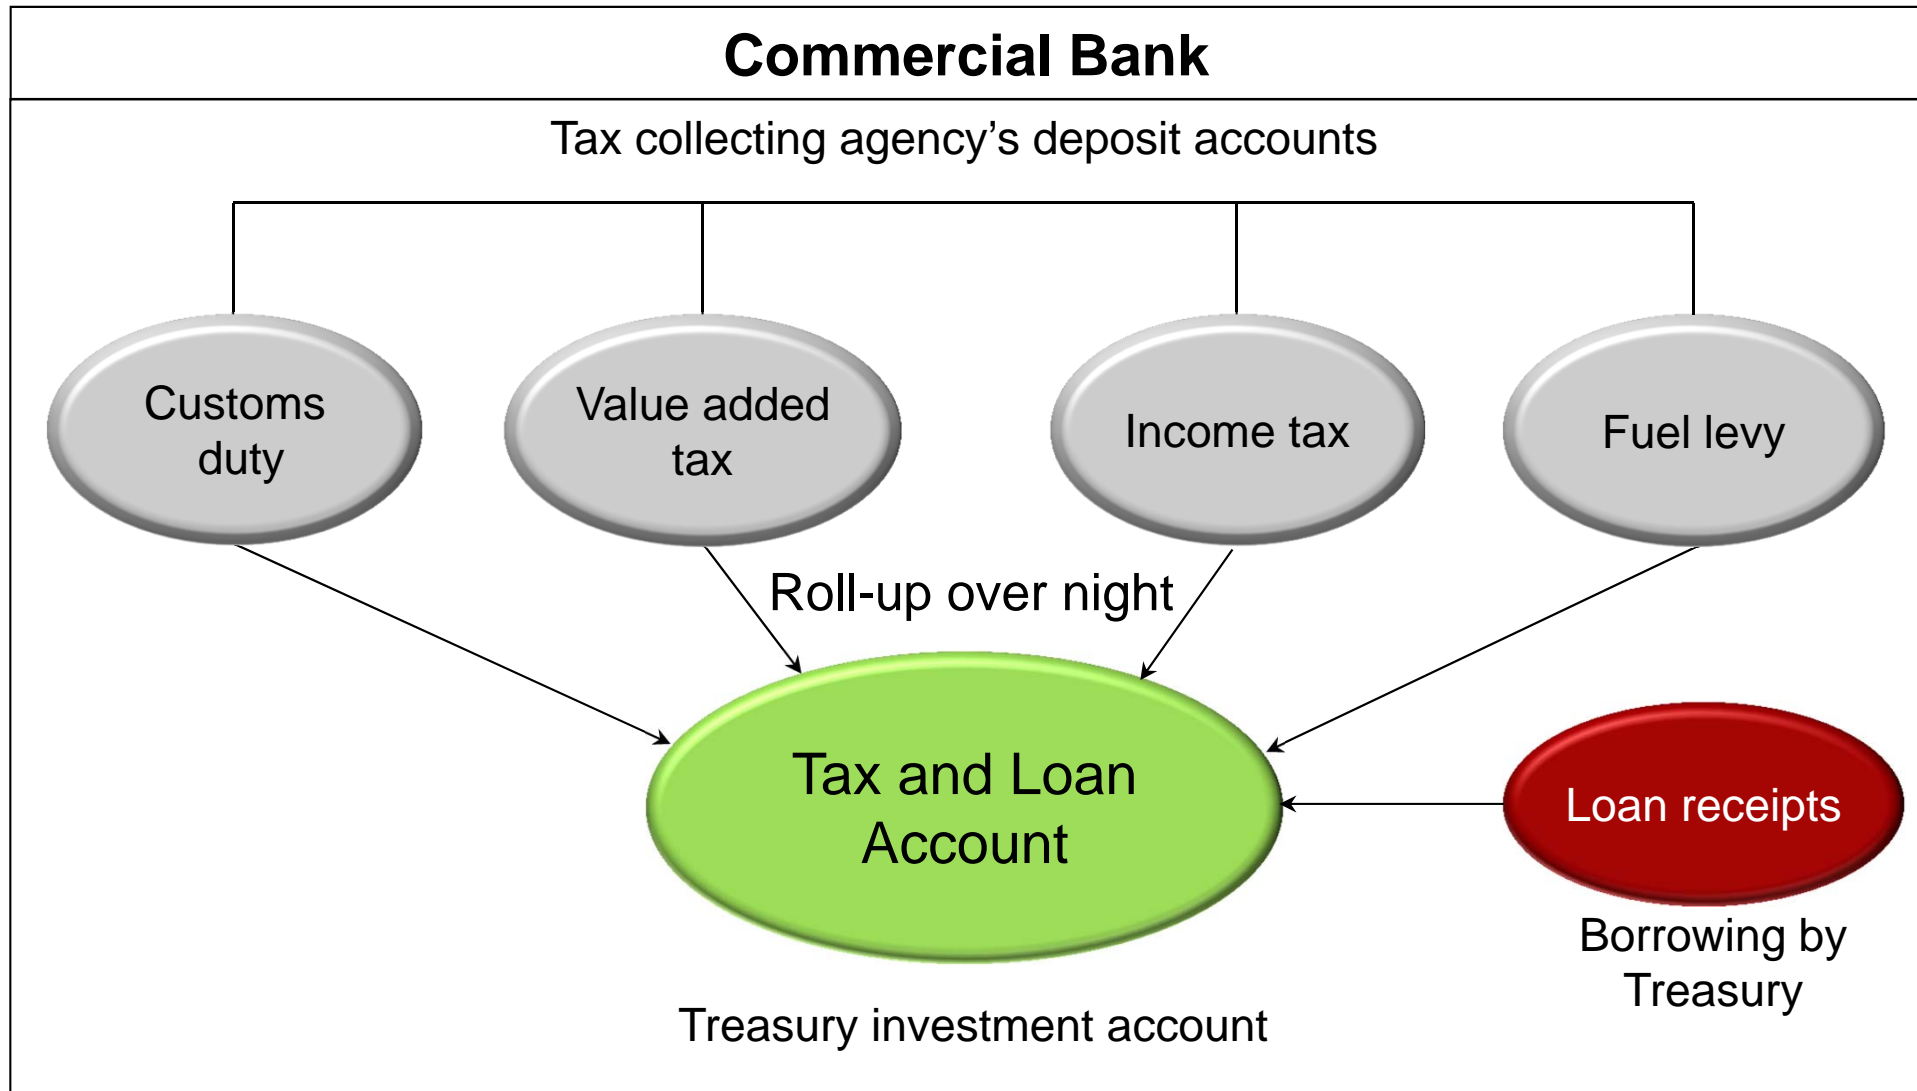 Commercial Bank
Tax collecting agency’s deposit accounts
Customs
duty
Value added
tax
Income tax
Fuel levy
Roll-up over night
Tax and Loan
Account
Loan receipts
Borrowing by
Treasury
Treasury investment account